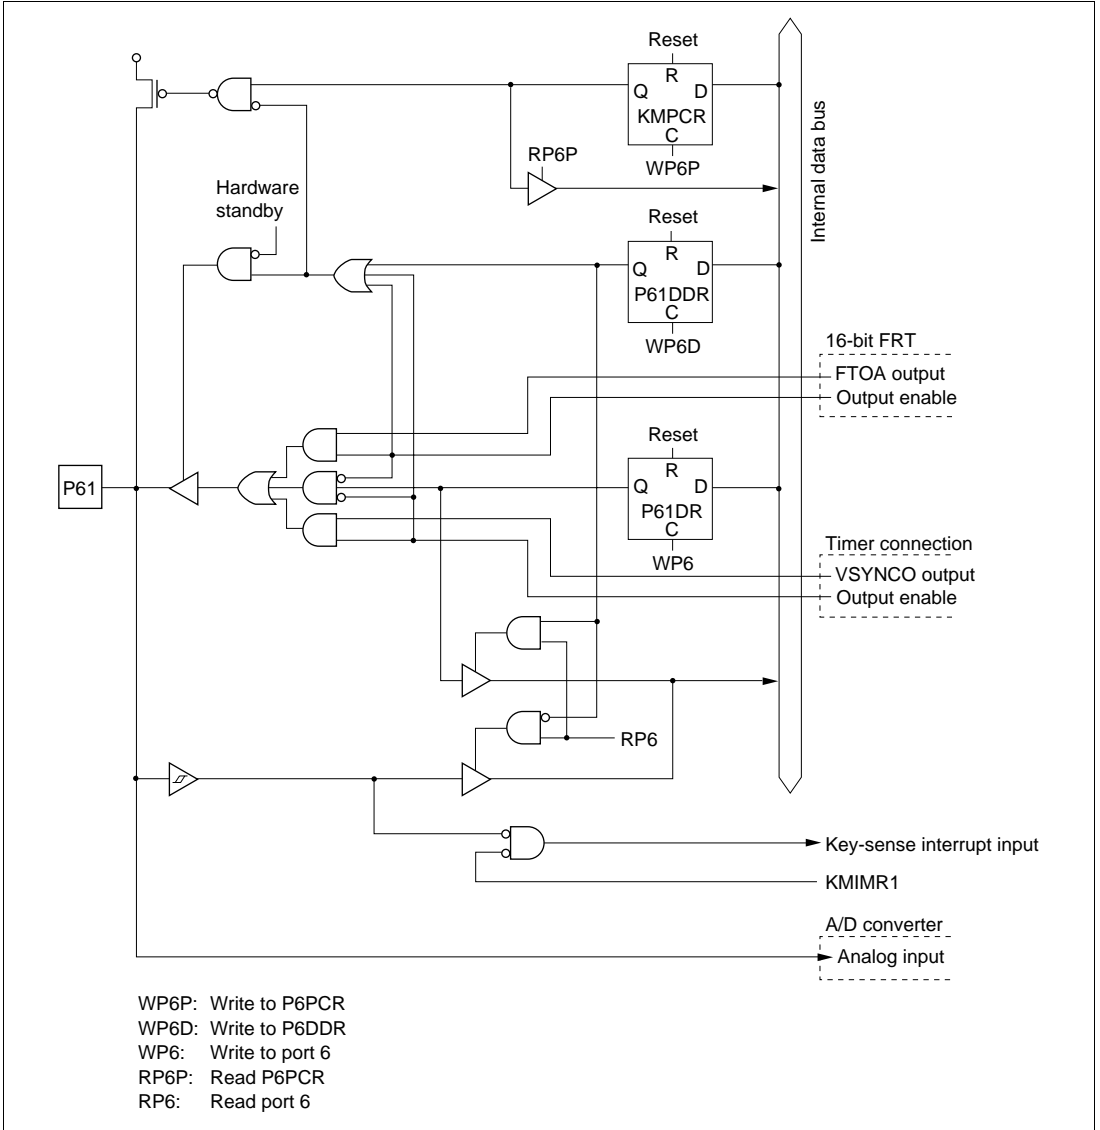 Reset
R
Q D
KMPCR
C
WP6P
RP6P
Internal data bus
Hardware
standby
Reset
R
Q D
P61DDR
C
WP6D
16-bit FRT
FTOA output
Output enable
Reset
R
Q D
P61DR
C
WP6
P61
Timer connection
VSYNCO output
Output enable
RP6
Key-sense interrupt input
KMIMR1
A/D converter
Analog input
WP6P: Write to P6PCR
WP6D: Write to P6DDR
WP6: Write to port 6
RP6P: Read P6PCR
RP6: Read port 6